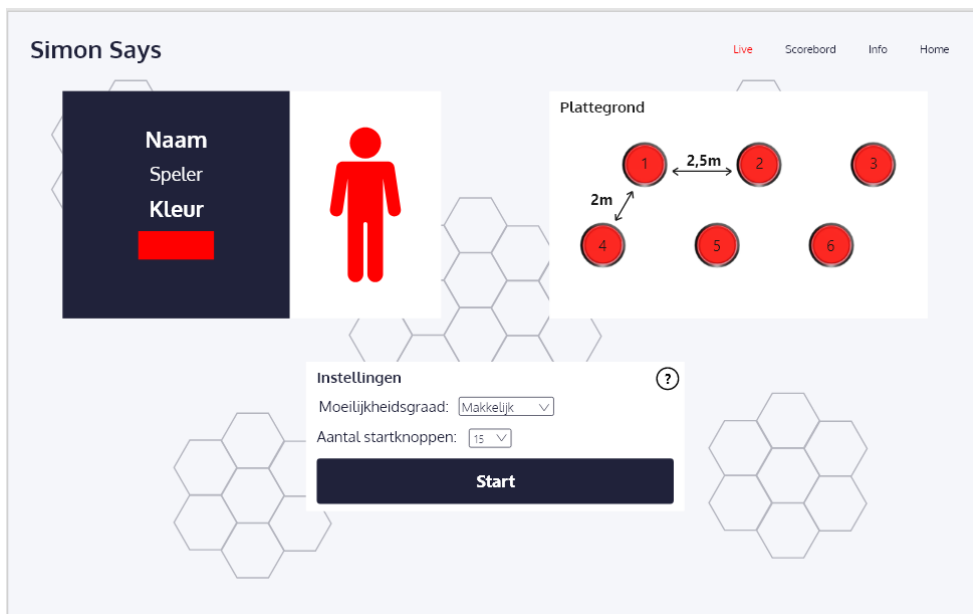 Simon Says
Live Scorebord Info Home
Naam
Speler
Kleur
Plattegrond
1 2,5m 2 3
2m
4 5 6
Instellingen ?
Moeilijkheidsgraad: Makkelijk
Aantal startknoppen: 15
Start